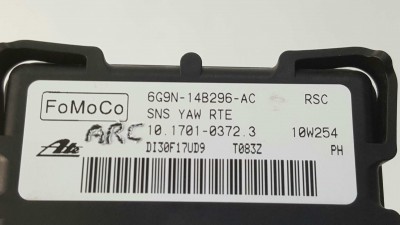 6G9N-14B296-AC RSC
FoMoCo SNS YAW RTE
ARC 10.1701-0372.3 10W254
Ate DI30F17UD9 T083Z PH